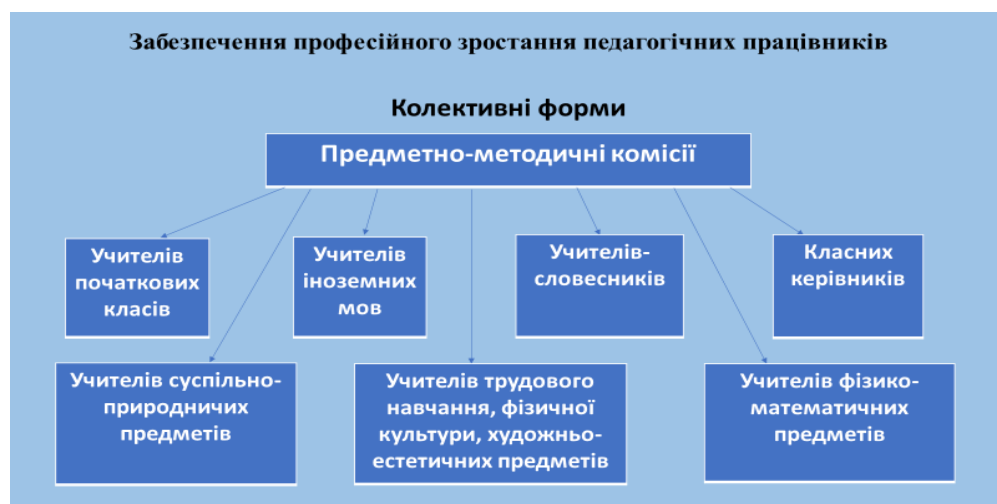 Забезпечення професійного зростання педагогічних працівників
Колективні форми
Предметно-методичні комісії
Учителів
початкових
класів
Учителів
іноземних
мов
Учителів-
словесників
Класних
керівників
Учителів суспільно-
природничих
предметів
Учителів трудового
навчання, фізичної
культури, художньо-
естетичних предметів
Учителів фізико-
математичних
предметів